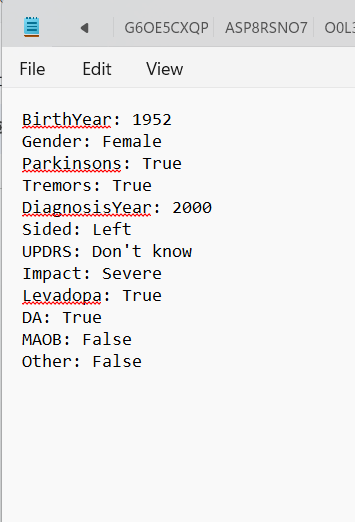 G6OE5CXQP ASP8RSNO7
File Edit View
BirthYear: 1952
Gender: Female
Parkinsons: True
Tremors: True
DiagnosisYear: 2000
Sided: Left
UPDRS: Don't know
Impact: Severe
Levadopa: True
DA: True
MAOB: False
Other: False